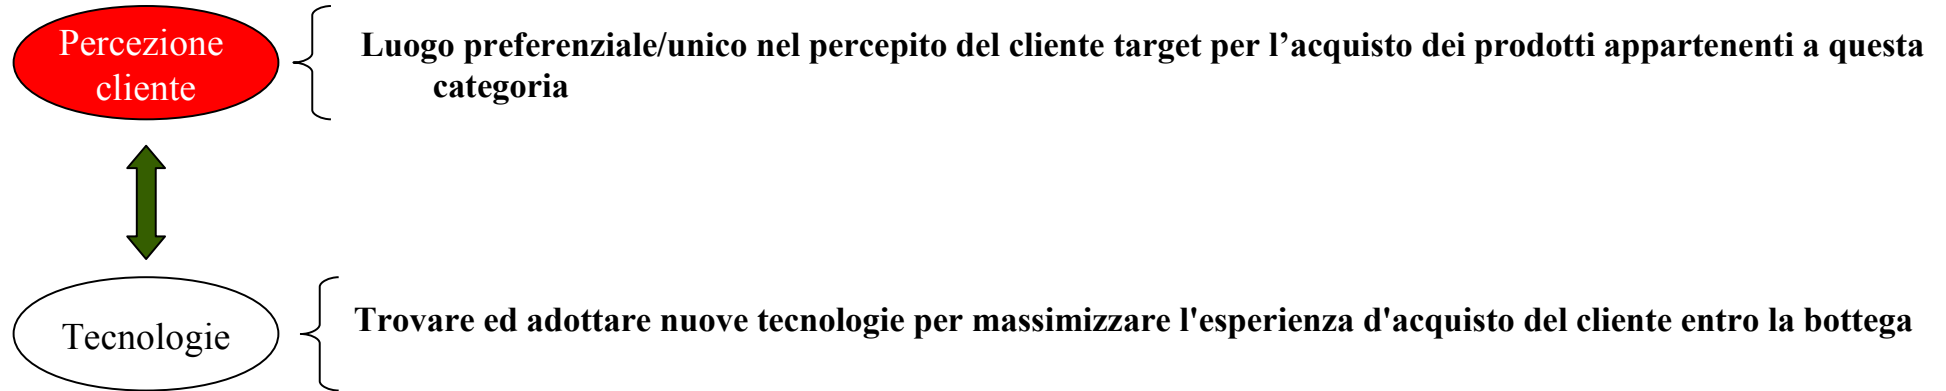 Percezione
cliente
Luogo preferenziale/unico nel percepito del cliente target per l’acquisto dei prodotti appartenenti a questa
categoria
Tecnologie
Trovare ed adottare nuove tecnologie per massimizzare l'esperienza d'acquisto del cliente entro la bottega